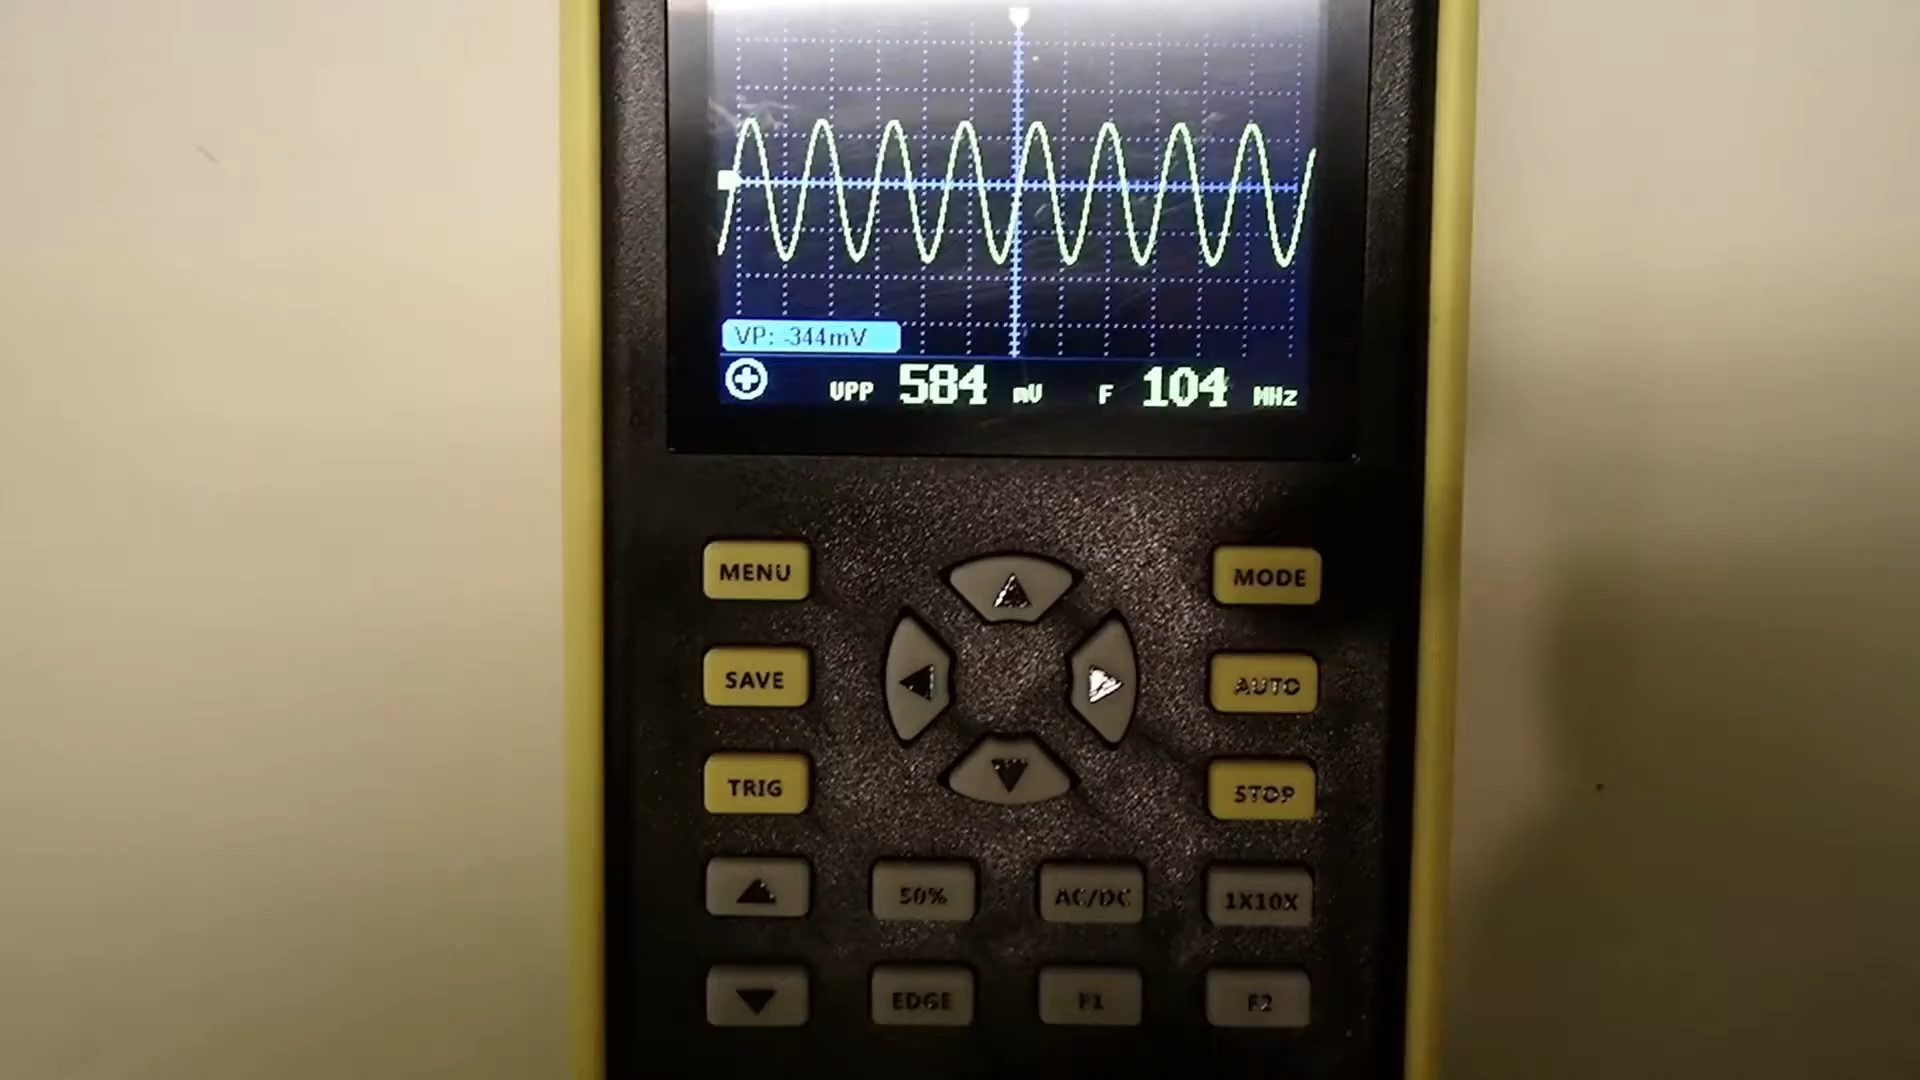 VP: -344mV
VPP 584 mV F 104 MHz
MENU MODE
SAVE AUTO
TRIG STOP
50% AC/DC 1X10X
EDGE F1 F2